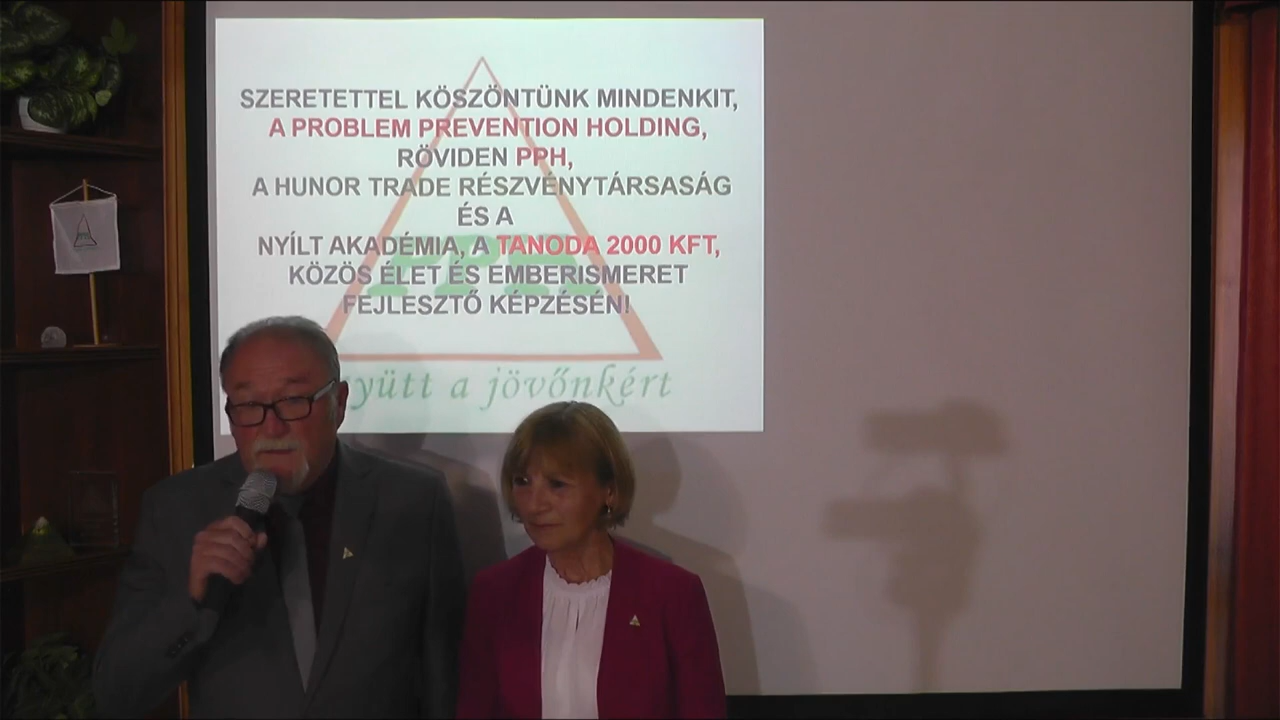 SZERETETTEL KÖSZÖNTÜNK MINDENKIT,
A PROBLEM PREVENTION HOLDING,
RÖVIDEN PPH,
A HUNOR TRADE RÉSZVÉNYTÁRSASÁG
ÉS A
NYÍLT AKADÉMIA, A TANODA 2000 KFT,
KÖZÖS ÉLET ÉS EMBERISMERET
FEJLESZTŐ KÉPZÉSÉN!
PPH
a jövőnkért